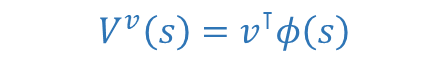 V^v(s) = v^⊺ϕ(s)